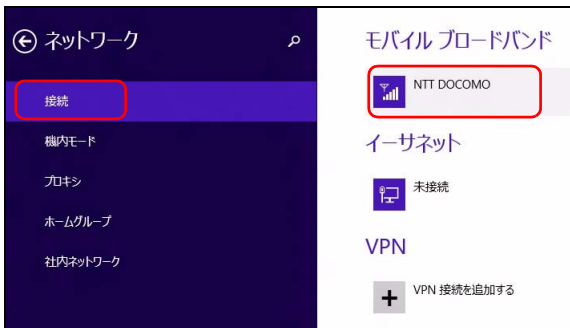 ネットワーク
接続
機内モード
プロキシ
ホームグループ
社内ネットワーク
モバイル ブロードバンド
NTT DOCOMO
イーサネット
未接続
VPN
VPN 接続を追加する